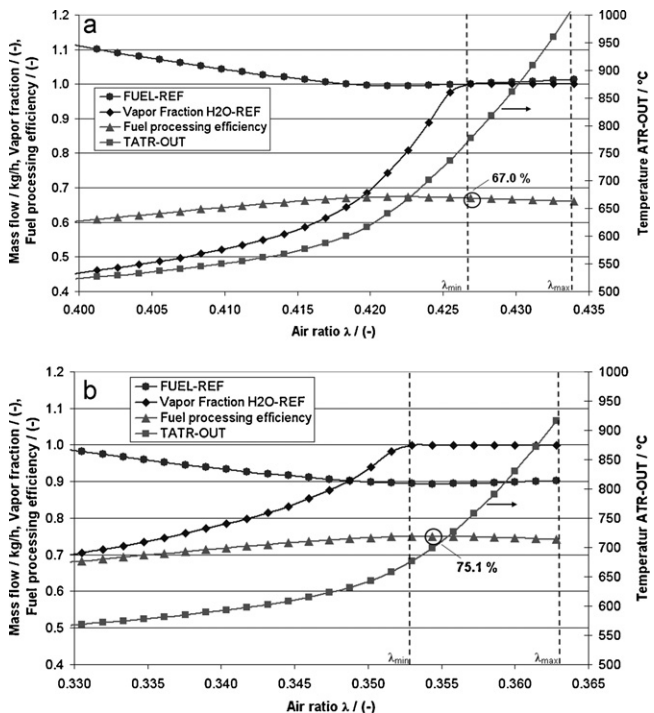 a
Mass flow / kg/h, Vapor fraction / (-),
Fuel processing efficiency / (-)
1.2
1.1
1.0
0.9
0.8
0.7
0.6
0.5
0.4
FUEL-REF
Vapor Fraction H2O-REF
Fuel processing efficiency
TATR-OUT
67.0 %
λmin
λmax
1000
950
900
850
800
750
700
650
600
550
500
Temperature ATR-OUT / °C
0.400 0.405 0.410 0.415 0.420 0.425 0.430 0.435
Air ratio λ / (-)
b
Mass flow / kg/h, Vapor fraction / (-),
Fuel processing efficiency / (-)
1.2
1.1
1.0
0.9
0.8
0.7
0.6
0.5
0.4
FUEL-REF
Vapor Fraction H2O-REF
Fuel processing efficiency
TATR-OUT
75.1 %
λmin
λmax
1000
950
900
850
800
750
700
650
600
550
500
Temperatur ATR-OUT / °C
0.330 0.335 0.340 0.345 0.350 0.355 0.360 0.365
Air ratio λ / (-)